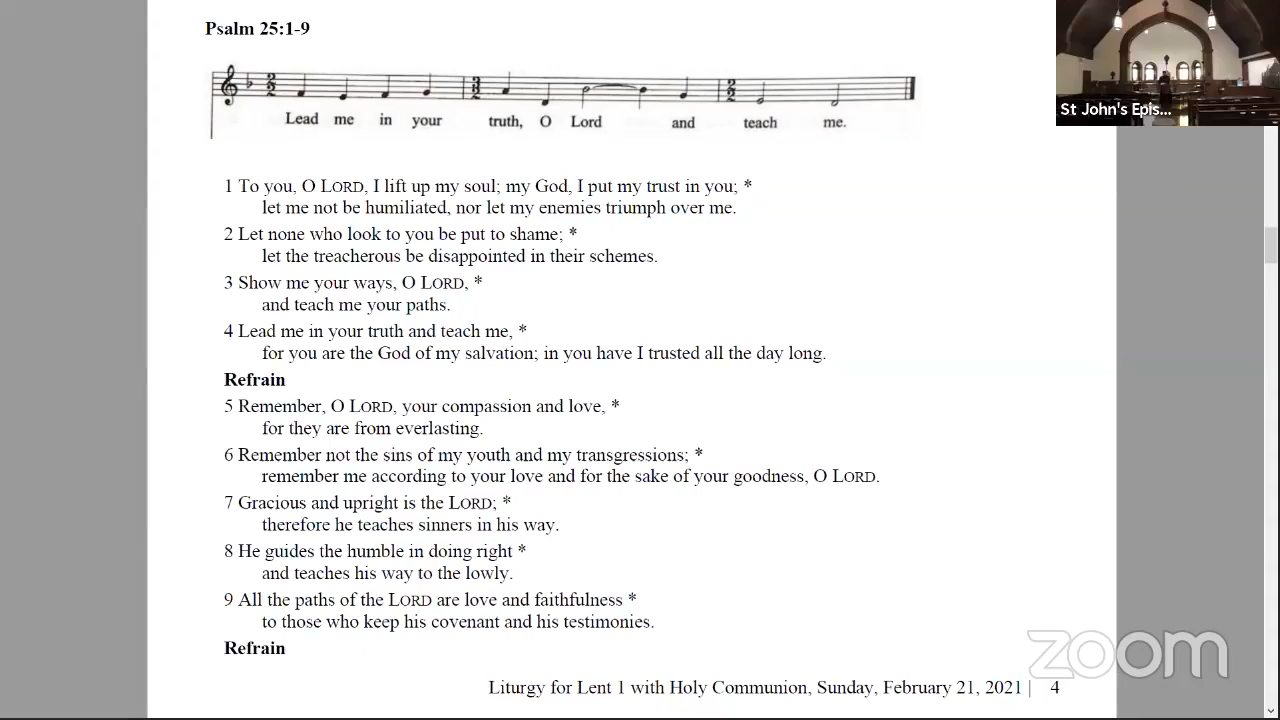 Psalm 25:1-9
St John's Epis...
Lead me in your truth, O Lord and teach me.
1 To you, O LORD, I lift up my soul; my God, I put my trust in you; *
let me not be humiliated, nor let my enemies triumph over me.
2 Let none who look to you be put to shame; *
let the treacherous be disappointed in their schemes.
3 Show me your ways, O LORD, *
and teach me your paths.
4 Lead me in your truth and teach me, *
for you are the God of my salvation; in you have I trusted all the day long.
Refrain
5 Remember, O LORD, your compassion and love, *
for they are from everlasting.
6 Remember not the sins of my youth and my transgressions; *
remember me according to your love and for the sake of your goodness, O LORD.
7 Gracious and upright is the LORD; *
therefore he teaches sinners in his way.
8 He guides the humble in doing right *
and teaches his way to the lowly.
9 All the paths of the LORD are love and faithfulness *
to those who keep his covenant and his testimonies.
Refrain
zoom
Liturgy for Lent 1 with Holy Communion, Sunday, February 21, 2021 | 4